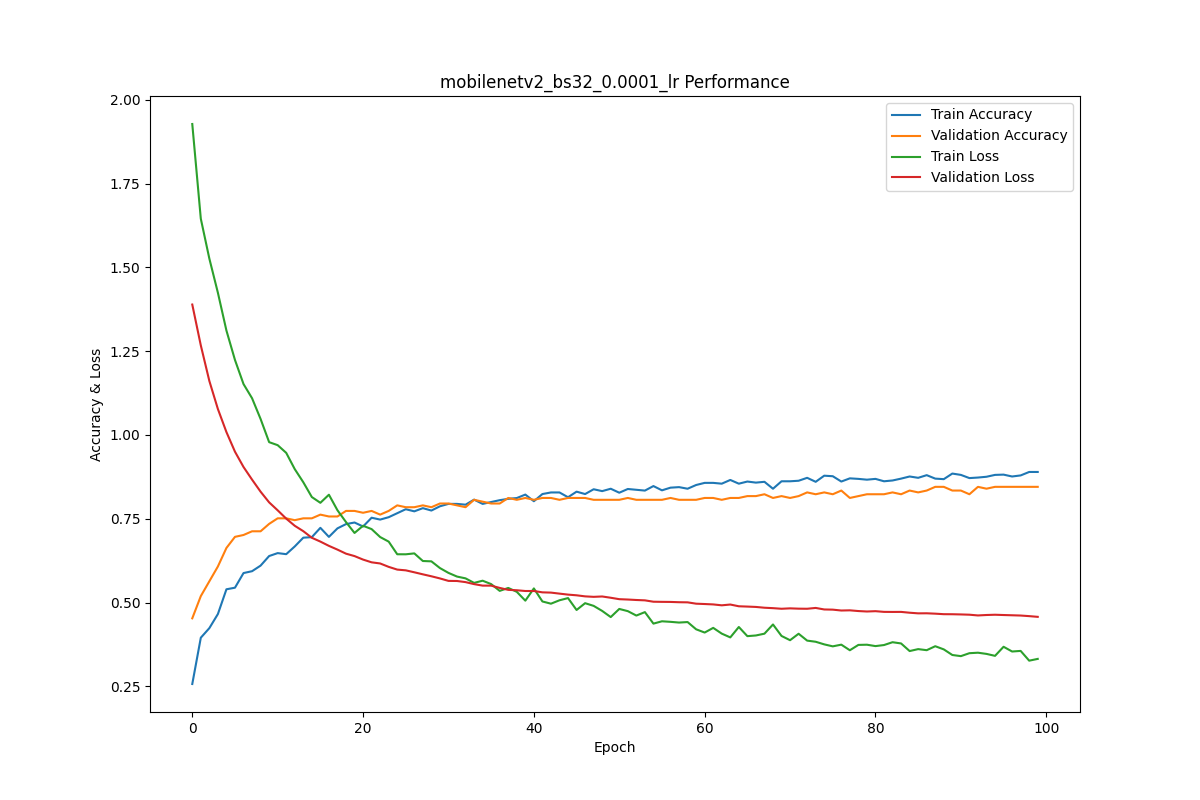 mobilenetv2_bs32_0.0001_lr Performance
Train Accuracy
Validation Accuracy
Train Loss
Validation Loss
Accuracy & Loss
2.00
1.75
1.50
1.25
1.00
0.75
0.50
0.25
0 20 40 60 80 100
Epoch